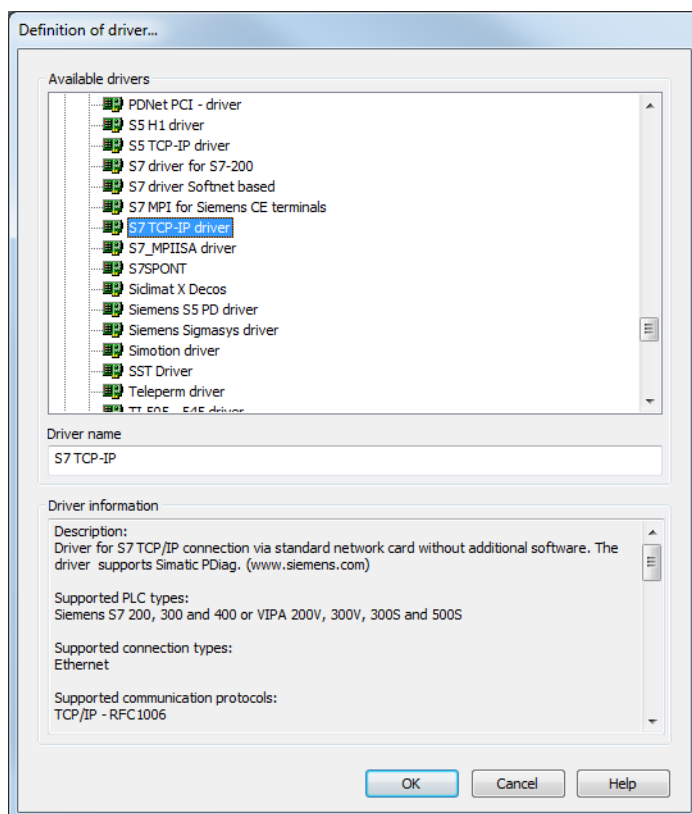 Definition of driver...
Available drivers
PDNet PCI - driver
S5 H1 driver
S5 TCP-IP driver
S7 driver for S7-200
S7 driver Softnet based
S7 MPI for Siemens CE terminals
S7 TCP-IP driver
S7_MPIISA driver
S7SPONT
Siclimat X Decos
Siemens S5 PD driver
Siemens Sigmasys driver
Simotion driver
SST Driver
Teleperm driver
TI 505 - 545 driver
Driver name
S7 TCP-IP
Driver information
Description:
Driver for S7 TCP/IP connection via standard network card without additional software. The
driver  supports Simatic PDiag. (www.siemens.com)
Supported PLC types:
Siemens S7 200, 300 and 400 or VIPA 200V, 300V, 300S and 500S
Supported connection types:
Ethernet
Supported communication protocols:
TCP/IP - RFC1006
OK
Cancel
Help